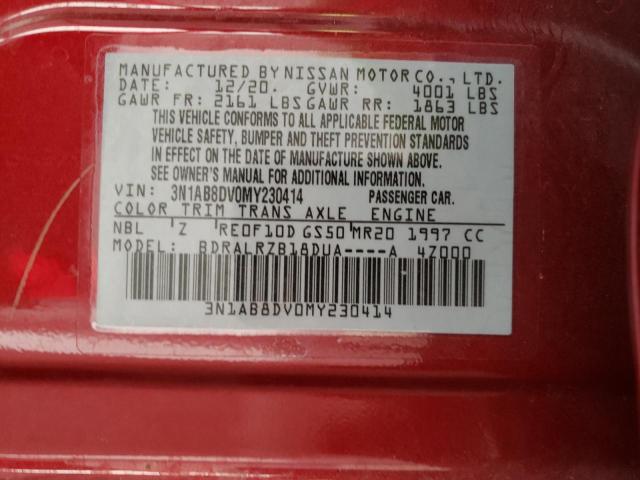 MANUFACTURED BY NISSAN MOTOR CO., LTD.
DATE: 12/20. GVWR: 4001 LBS
GAWR FR: 2161 LBS GAWR RR: 1863 LBS
THIS VEHICLE CONFORMS TO ALL APPLICABLE FEDERAL MOTOR
VEHICLE SAFETY, BUMPER AND THEFT PREVENTION STANDARDS
IN EFFECT ON THE DATE OF MANUFACTURE SHOWN ABOVE.
SEE OWNER'S MANUAL FOR ADDITIONAL INFORMATION.
VIN: 3N1AB8DV0MY230414 PASSENGER CAR.
COLOR TRIM TRANS AXLE ENGINE
NBL Z RE0F10D GS50 MR20 1997 CC
MODEL: BDRALRZB18DUA----A 4Z000
3N1AB8DV0MY230414